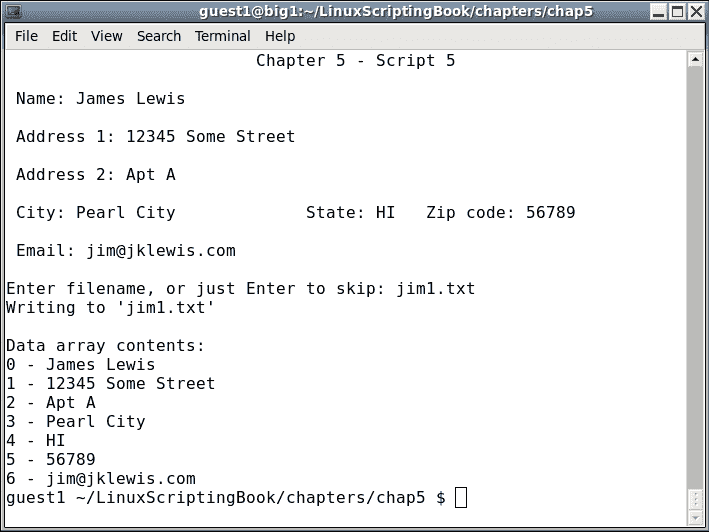 guest1@big1:~/LinuxScriptingBook/chapters/chap5
File Edit View Search Terminal Help
Chapter 5 - Script 5
Name: James Lewis
Address 1: 12345 Some Street
Address 2: Apt A
City: Pearl City State: HI Zip code: 56789
Email: jim@jklewis.com
Enter filename, or just Enter to skip: jim1.txt
Writing to 'jim1.txt'
Data array contents:
0 - James Lewis
1 - 12345 Some Street
2 - Apt A
3 - Pearl City
4 - HI
5 - 56789
6 - jim@jklewis.com
guest1 ~/LinuxScriptingBook/chapters/chap5 $